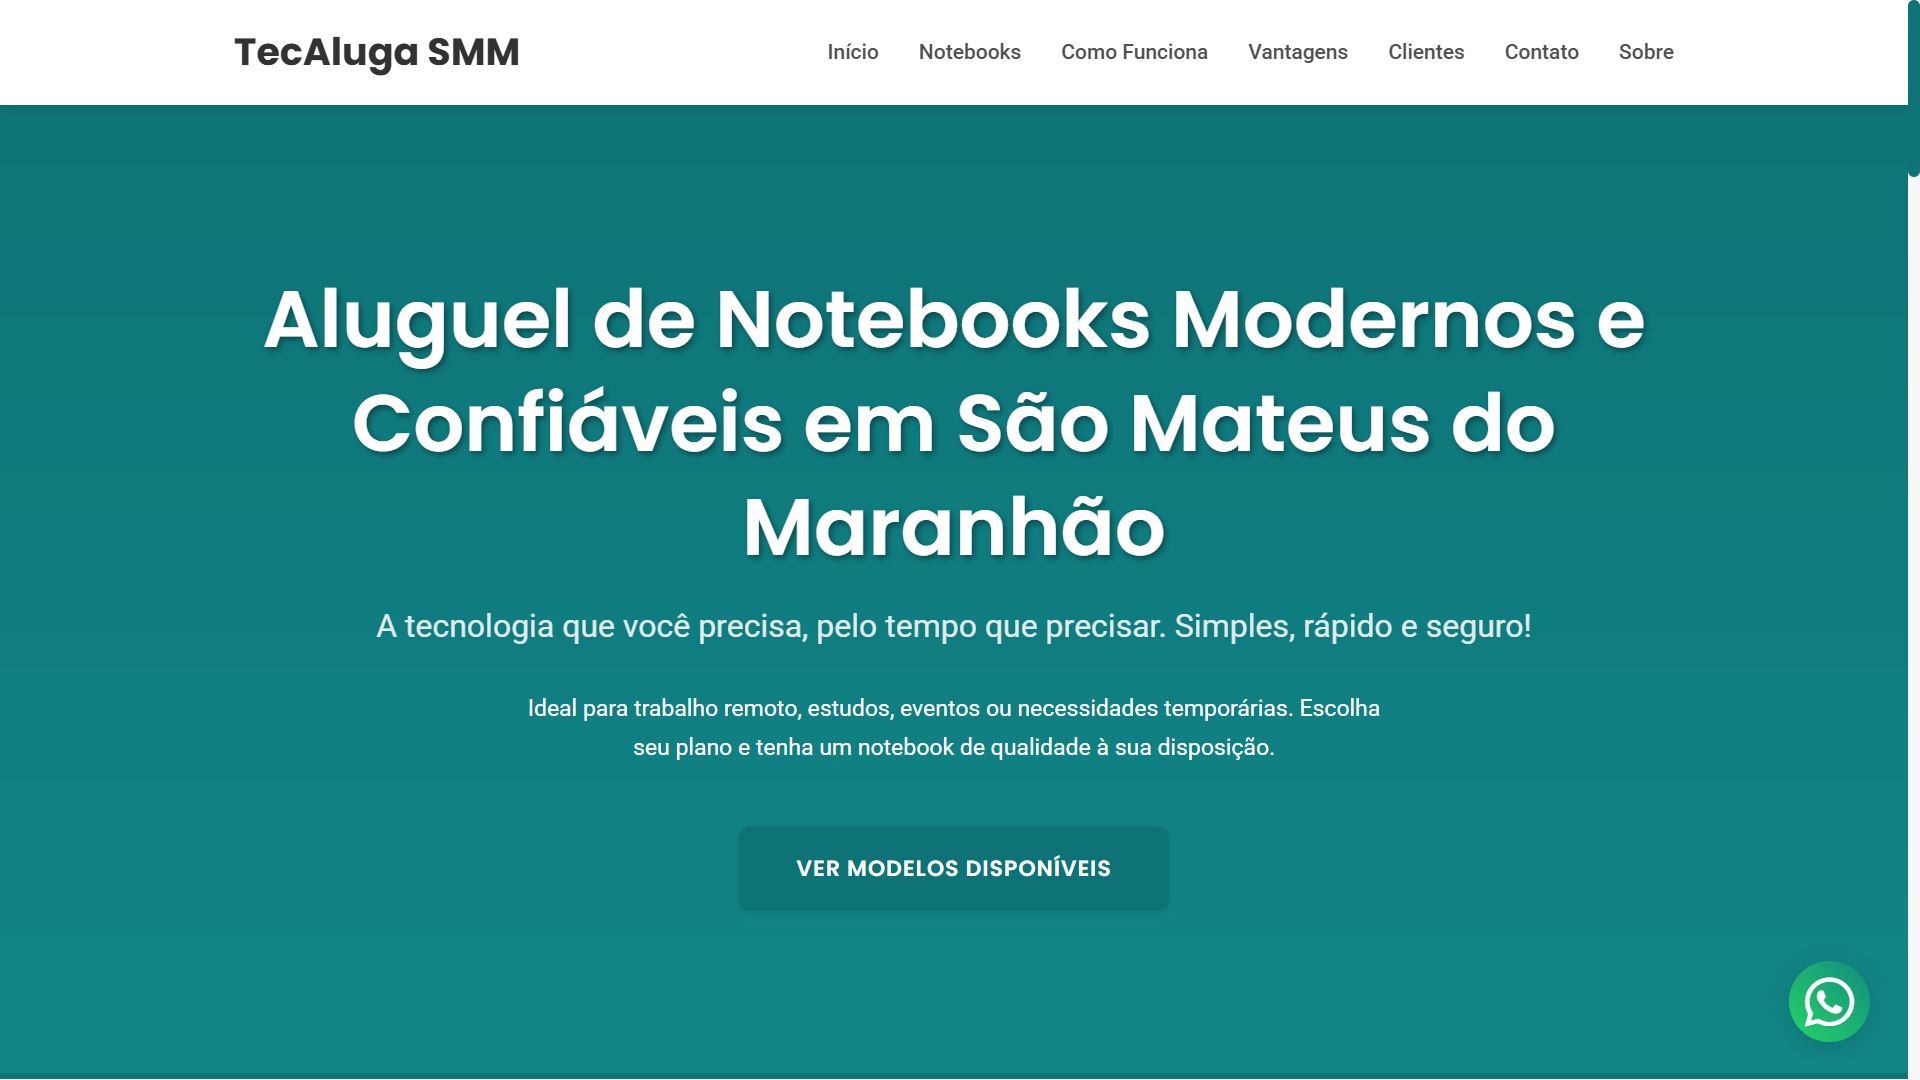 TecAluga SMM
Início Notebooks Como Funciona Vantagens Clientes Contato Sobre
Aluguel de Notebooks Modernos e
Confiáveis em São Mateus do
Maranhão
A tecnologia que você precisa, pelo tempo que precisar. Simples, rápido e seguro!
Ideal para trabalho remoto, estudos, eventos ou necessidades temporárias. Escolha
seu plano e tenha um notebook de qualidade à sua disposição.
VER MODELOS DISPONÍVEIS